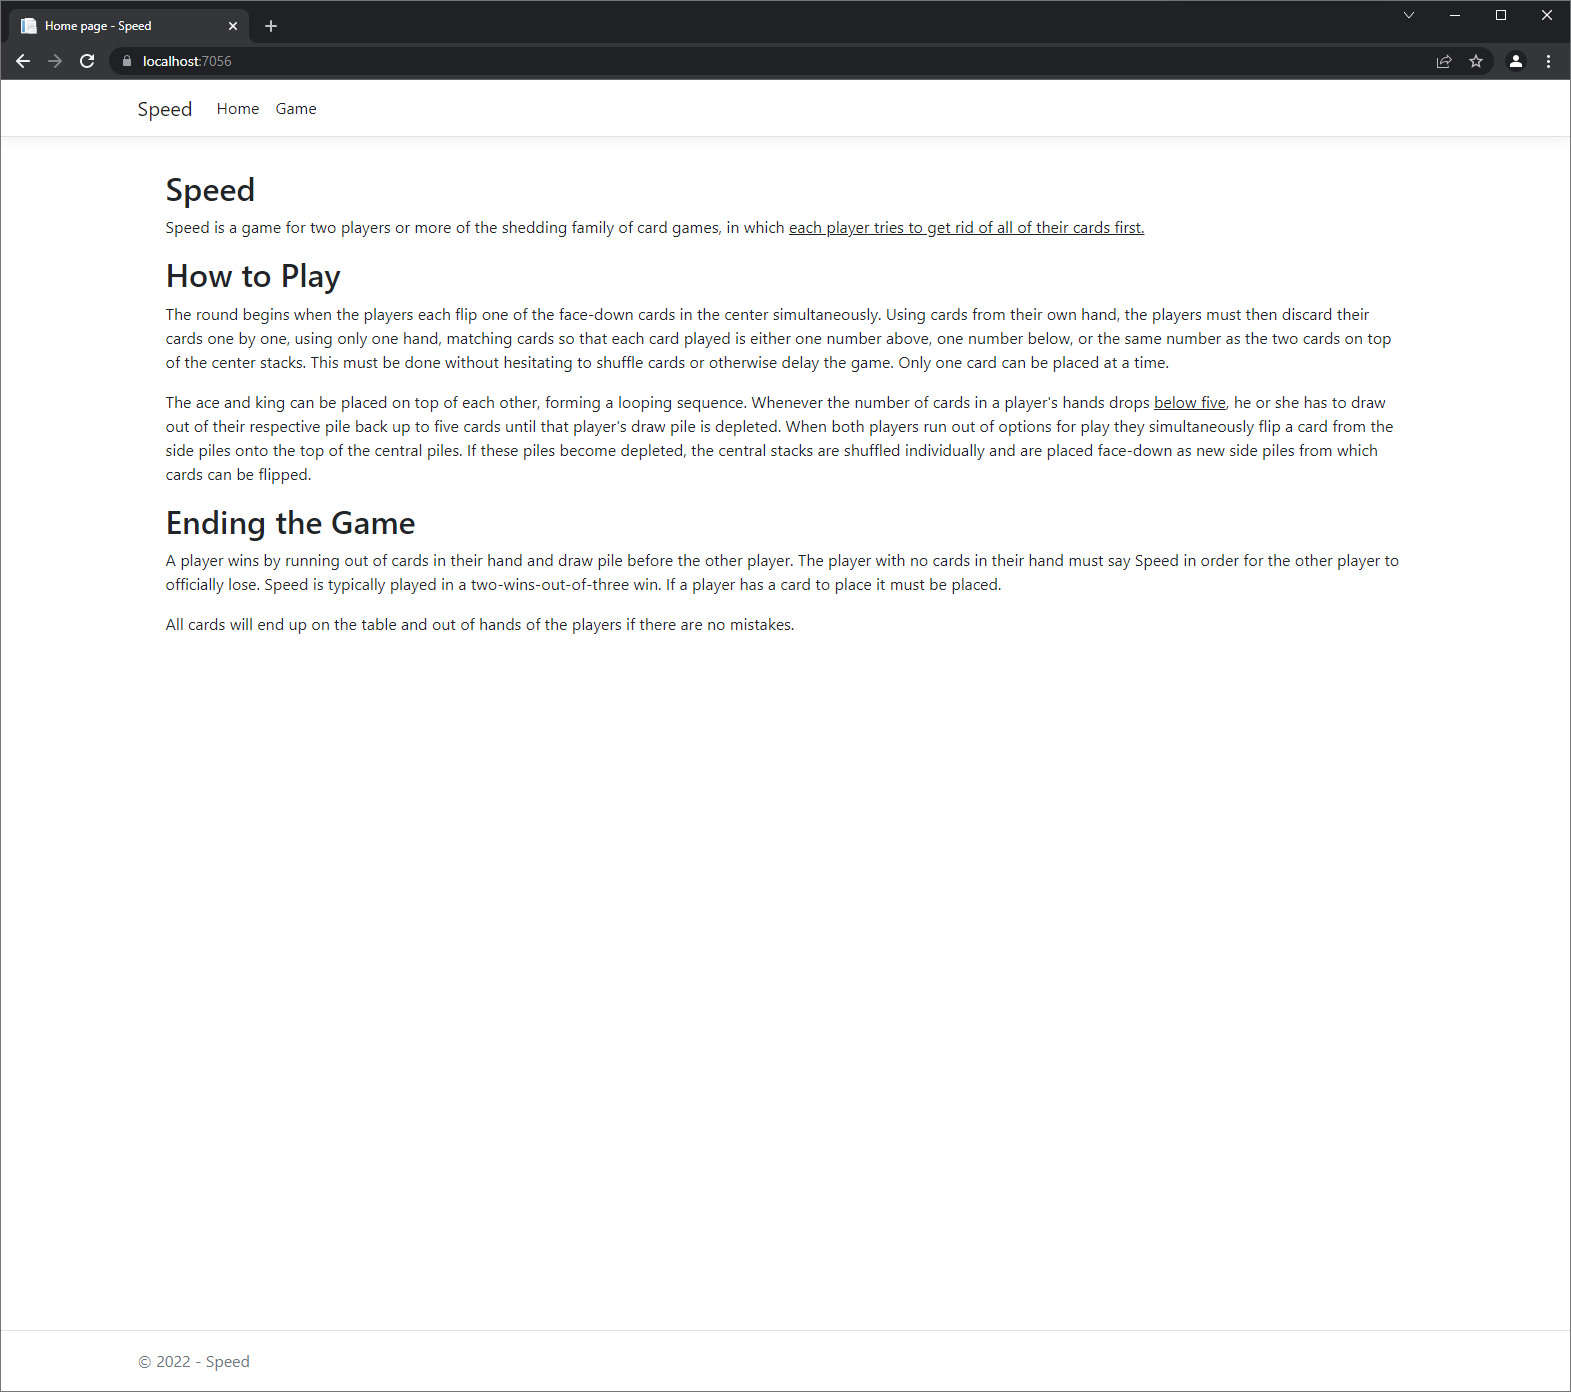 Home page - Speed
localhost:7056
Speed Home Game
Speed
Speed is a game for two players or more of the shedding family of card games, in which each player tries to get rid of all of their cards first.
How to Play
The round begins when the players each flip one of the face-down cards in the center simultaneously. Using cards from their own hand, the players must then discard their
cards one by one, using only one hand, matching cards so that each card played is either one number above, one number below, or the same number as the two cards on top
of the center stacks. This must be done without hesitating to shuffle cards or otherwise delay the game. Only one card can be placed at a time.
The ace and king can be placed on top of each other, forming a looping sequence. Whenever the number of cards in a player's hands drops below five, he or she has to draw
out of their respective pile back up to five cards until that player's draw pile is depleted. When both players run out of options for play they simultaneously flip a card from the
side piles onto the top of the central piles. If these piles become depleted, the central stacks are shuffled individually and are placed face-down as new side piles from which
cards can be flipped.
Ending the Game
A player wins by running out of cards in their hand and draw pile before the other player. The player with no cards in their hand must say Speed in order for the other player to
officially lose. Speed is typically played in a two-wins-out-of-three win. If a player has a card to place it must be placed.
All cards will end up on the table and out of hands of the players if there are no mistakes.
© 2022 - Speed